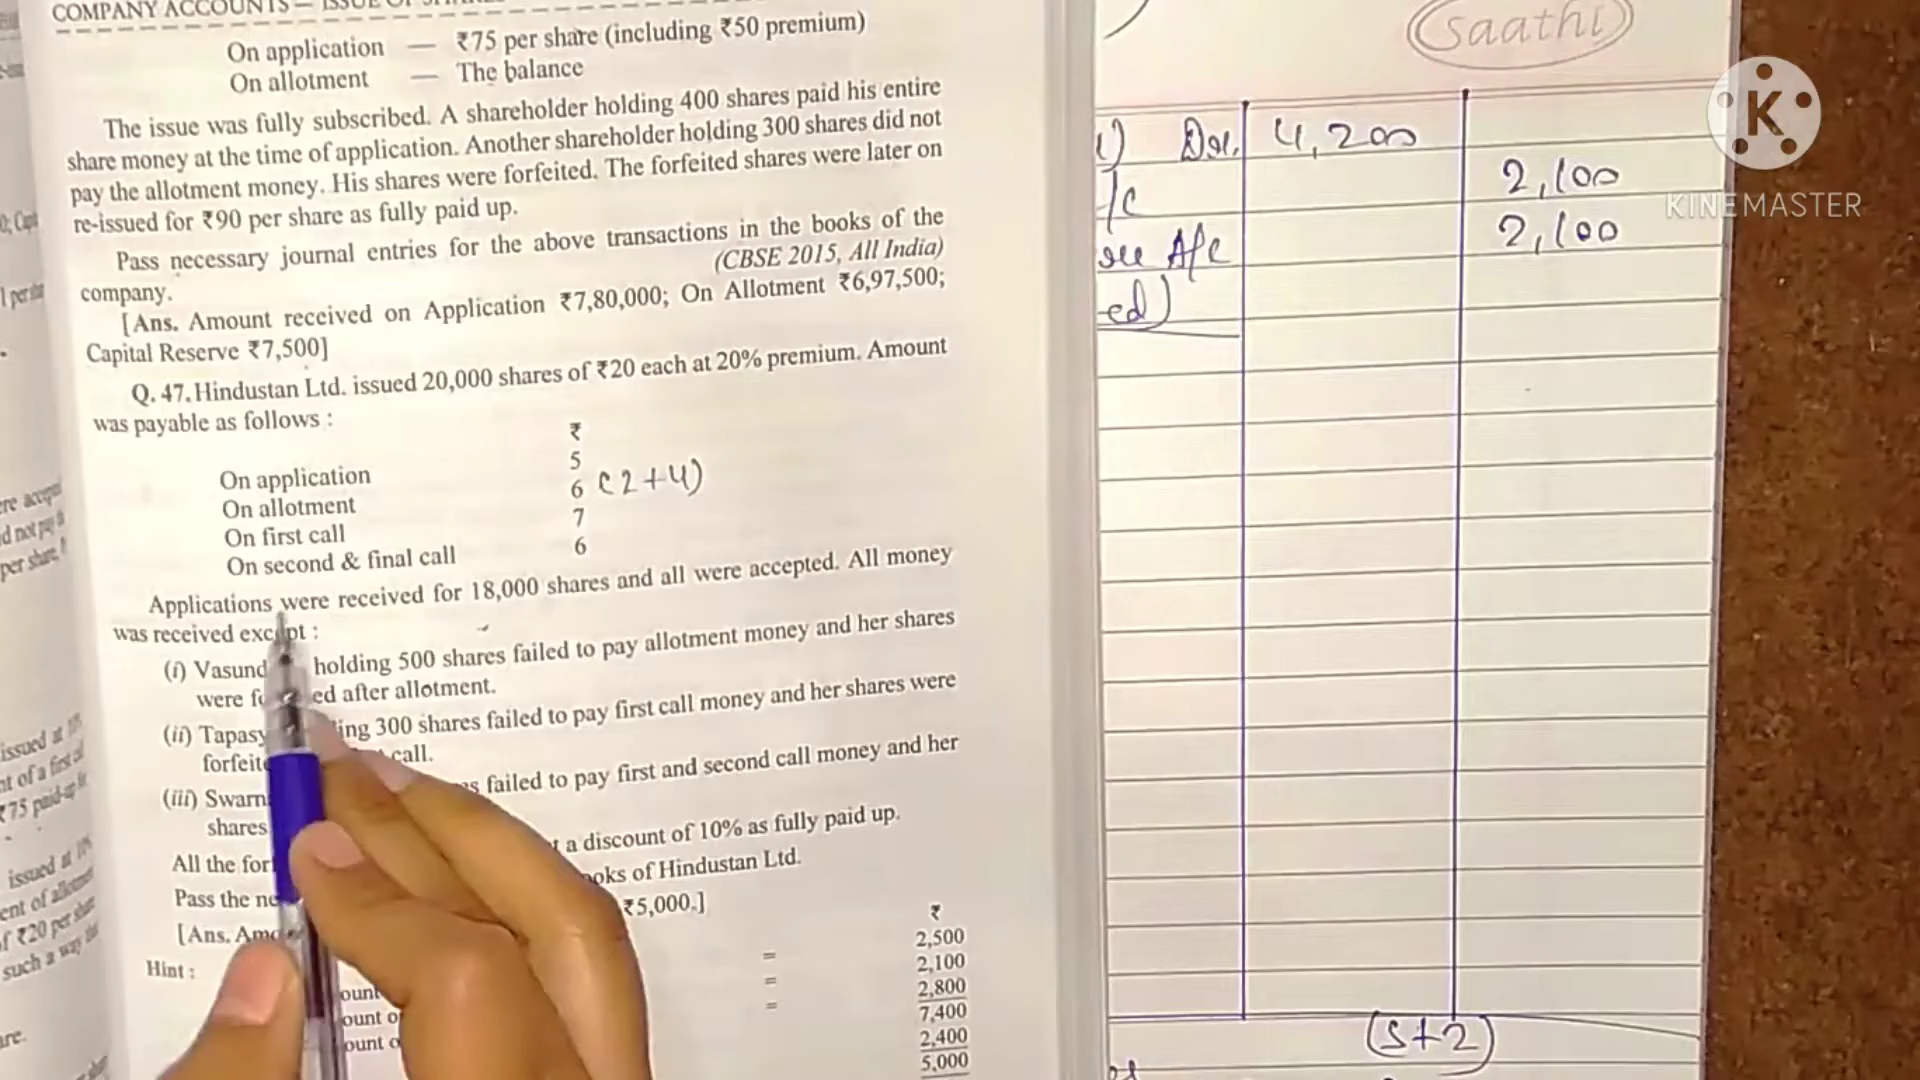 COMPANY ACCOUNTS — ISSUE OF
On application — ₹75 per share (including ₹50 premium)
On allotment — The balance
The issue was fully subscribed. A shareholder holding 400 shares paid his entire
share money at the time of application. Another shareholder holding 300 shares did not
pay the allotment money. His shares were forfeited. The forfeited shares were later on
re-issued for ₹90 per share as fully paid up.
Pass necessary journal entries for the above transactions in the books of the
company. (CBSE 2015, All India)
[Ans. Amount received on Application ₹7,80,000; On Allotment ₹6,97,500;
Capital Reserve ₹7,500]
Q. 47. Hindustan Ltd. issued 20,000 shares of ₹20 each at 20% premium. Amount
was payable as follows :
₹
On application 5
On allotment 6 (2+4)
On first call 7
On second & final call 6
Applications were received for 18,000 shares and all were accepted. All money
was received except :
(i) Vasund holding 500 shares failed to pay allotment money and her shares
were ed after allotment.
(ii) Tapasy ing 300 shares failed to pay first call money and her shares were
forfeit call.
(iii) Swarn failed to pay first and second call money and her
shares
All the for a discount of 10% as fully paid up.
Pass the ne oks of Hindustan Ltd.
[Ans. Amo ₹5,000.]
Hint : ₹
= 2,500
ount = 2,100
ount o = 2,800
ount o 7,400
2,400
5,000
saathi
K
KINEMASTER
Dr. 4,200
/c 2,100
A/c 2,100
ed)
(5+2)